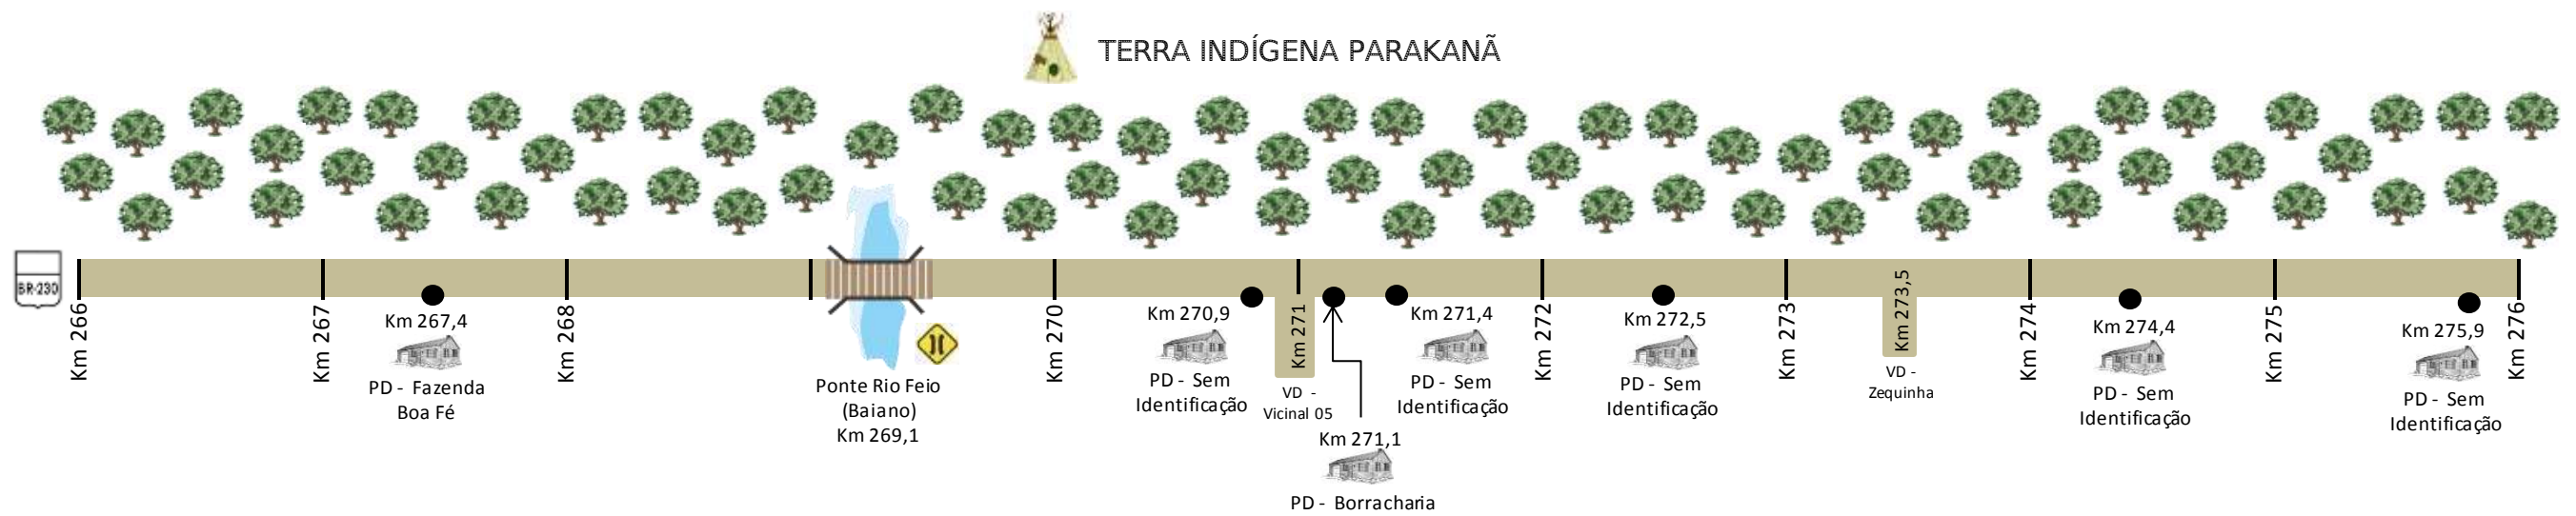 TERRA INDÍGENA PARAKANÃ
BR-230
Km 266
Km 267
Km 267,4
PD - Fazenda
Boa Fé
Km 268
Ponte Rio Feio
(Baiano)
Km 269,1
Km 270
Km 270,9
PD - Sem
Identificação
Km 271
VD -
Vicinal 05
Km 271,1
PD - Borracharia
Km 271,4
PD - Sem
Identificação
Km 272
Km 272,5
PD - Sem
Identificação
Km 273
Km 273,5
VD -
Zequinha
Km 274
Km 274,4
PD - Sem
Identificação
Km 275
Km 275,9
PD - Sem
Identificação
Km 276